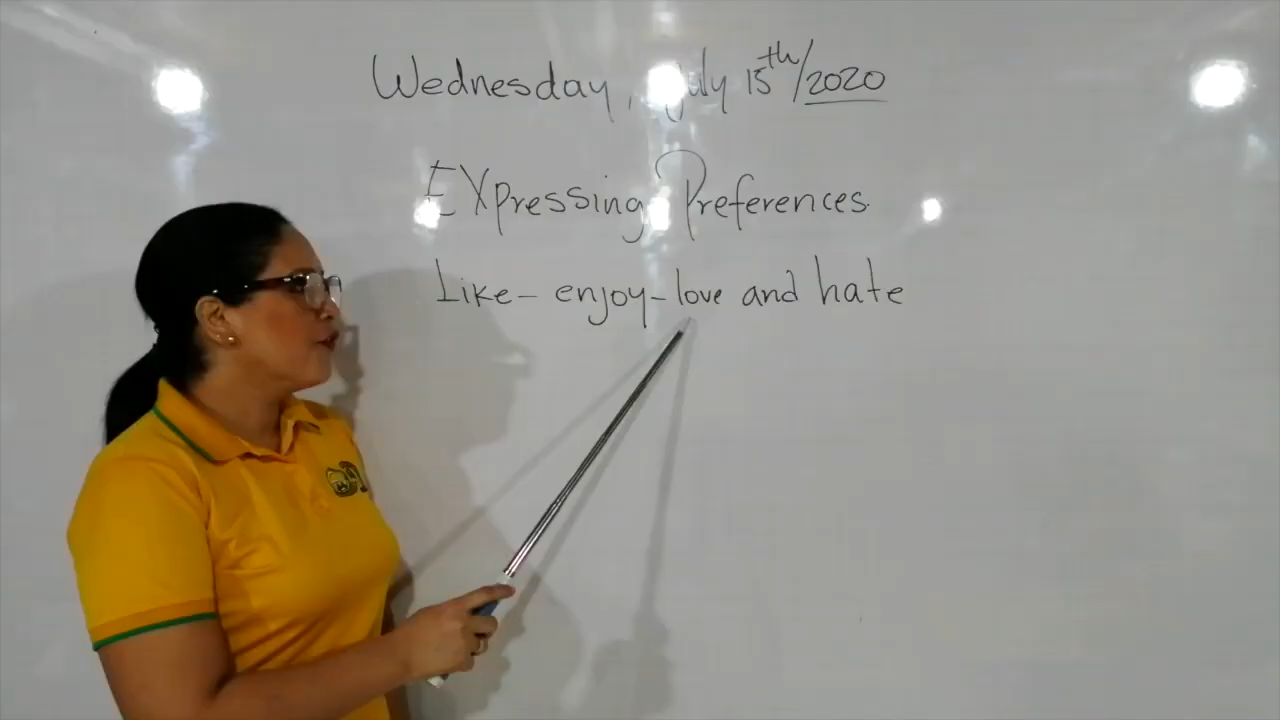 Wednesday, July 15th/2020
EXpressing Preferences.
Like - enjoy - love and hate